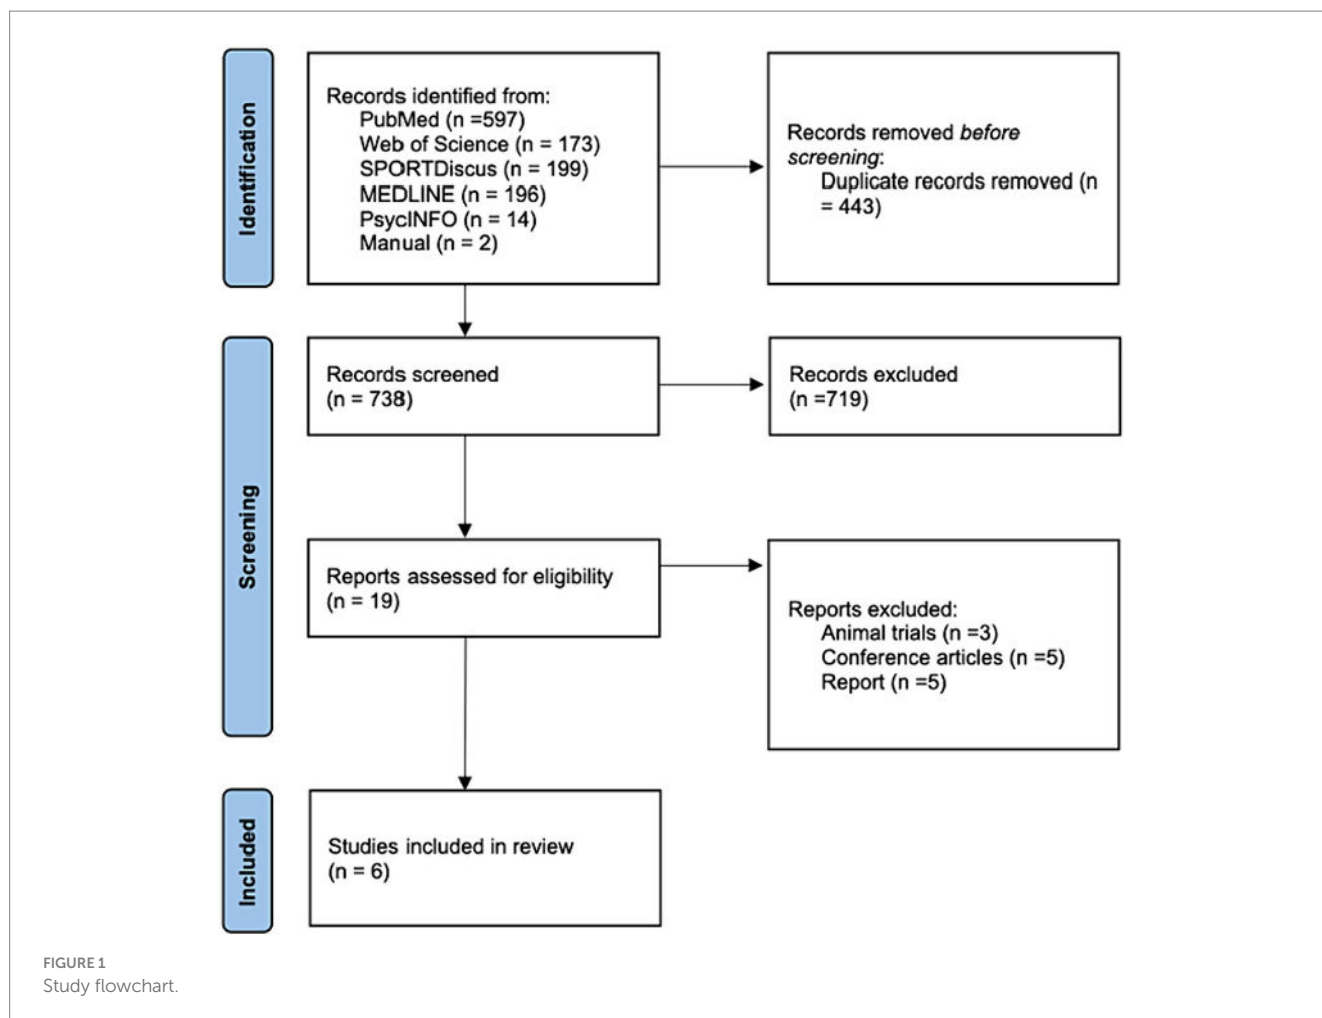 Identification
Records identified from:
PubMed (n =597)
Web of Science (n = 173)
SPORTDiscus (n = 199)
MEDLINE (n = 196)
PsycINFO (n = 14)
Manual (n = 2)
Records removed before
screening:
Duplicate records removed (n
= 443)
Screening
Records screened
(n = 738)
Records excluded
(n =719)
Reports assessed for eligibility
(n = 19)
Reports excluded:
Animal trials (n =3)
Conference articles (n =5)
Report (n =5)
Included
Studies included in review
(n = 6)
FIGURE 1
Study flowchart.